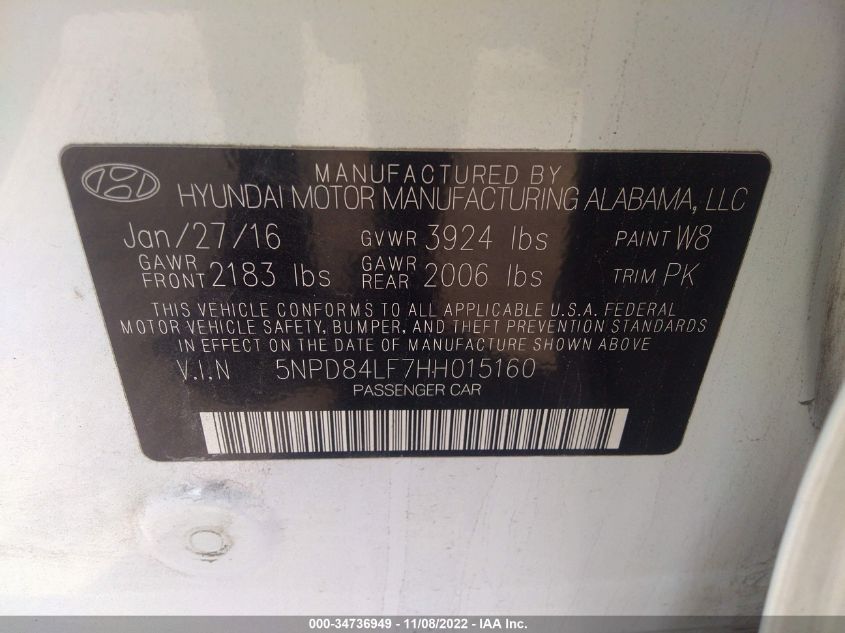 MANUFACTURED BY
HYUNDAI MOTOR MANUFACTURING ALABAMA, LLC
Jan/27/16 GVWR 3924 lbs PAINT W8
GAWR FRONT 2183 lbs GAWR REAR 2006 lbs TRIM PK
THIS VEHICLE CONFORMS TO ALL APPLICABLE U.S.A. FEDERAL
MOTOR VEHICLE SAFETY, BUMPER, AND THEFT PREVENTION STANDARDS
IN EFFECT ON THE DATE OF MANUFACTURE SHOWN ABOVE
V.I.N 5NPD84LF7HH015160
PASSENGER CAR
000-34736949 - 11/08/2022 - IAA Inc.